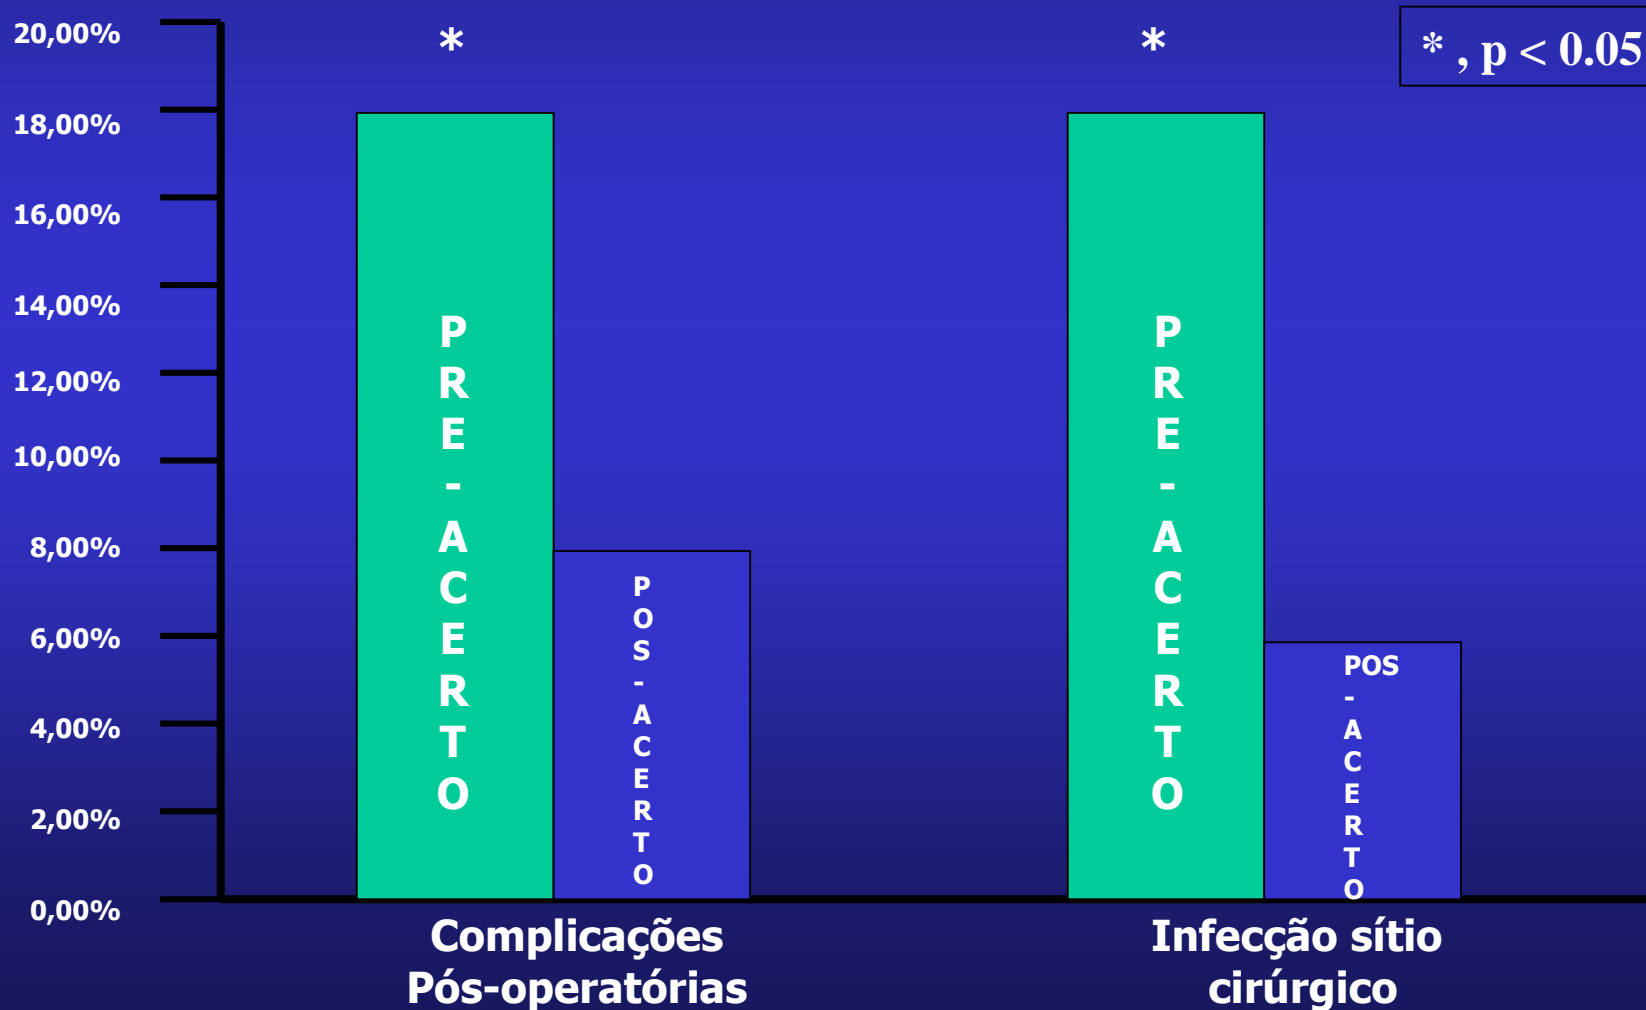 20,00%
18,00%
16,00%
14,00%
12,00%
10,00%
8,00%
6,00%
4,00%
2,00%
0,00%
*
*
* , p < 0.05
P
R
E
-
A
C
E
R
T
O
P
O
S
-
A
C
E
R
T
O
P
R
E
-
A
C
E
R
T
O
POS
-
A
C
E
R
T
O
Complicações
Pós-operatórias
Infecção sítio
cirúrgico